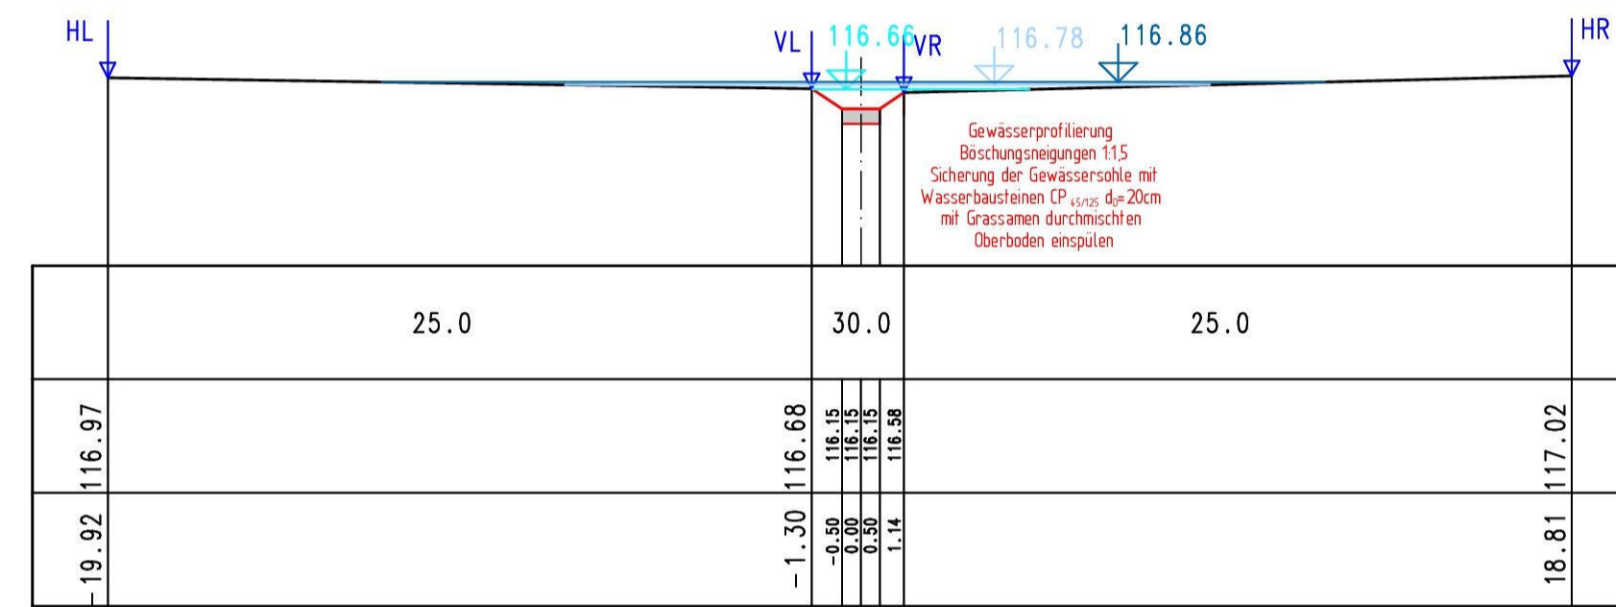 HL
VL
116.66
VR
116.78
116.86
HR
Gewässerprofilierung
Böschungsneigungen 1:1,5
Sicherung der Gewässersohle mit
Wasserbausteinen CP 45/125 d₀=20cm
mit Grassamen durchmischten
Oberboden einspülen
25.0
30.0
25.0
116.97
116.68
116.15
116.15
116.15
116.58
117.02
-19.92
-1.30
-0.50
0.00
0.50
1.14
18.81